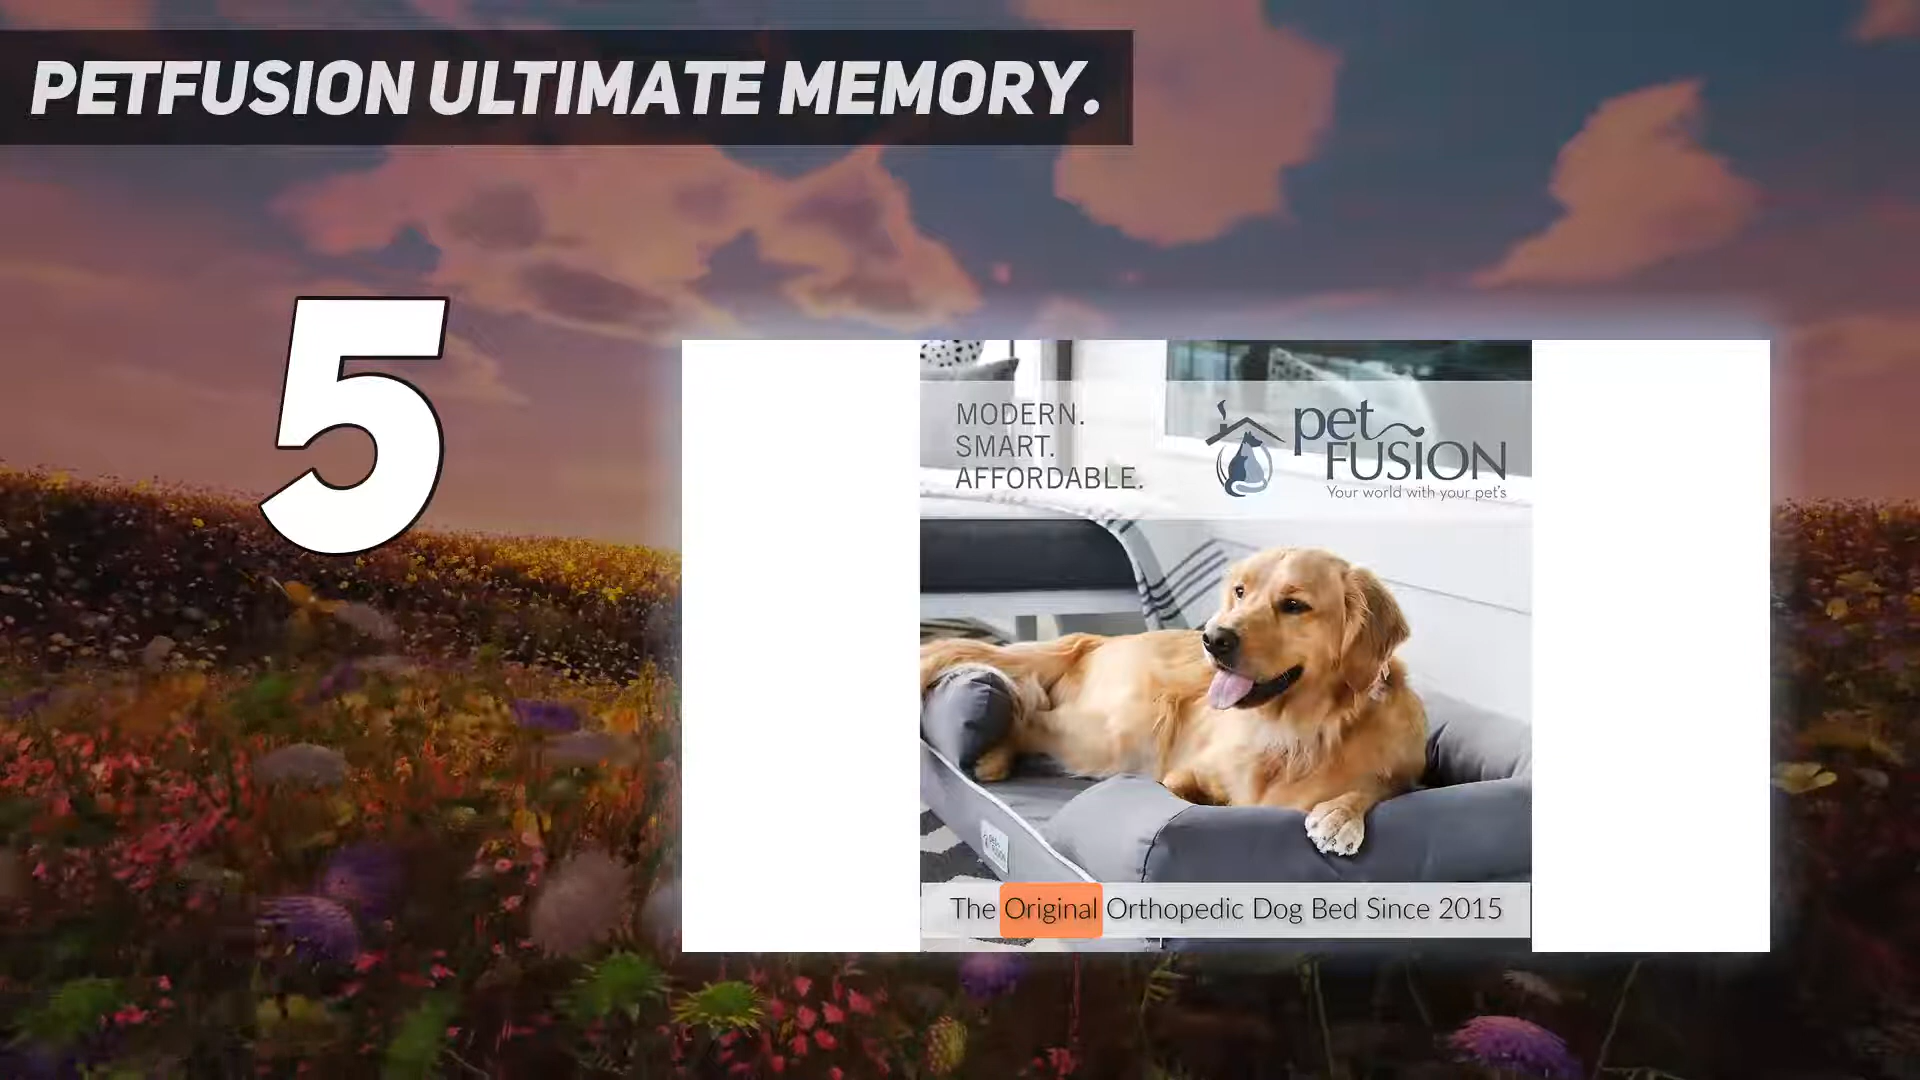 PETFUSION ULTIMATE MEMORY.
5
MODERN.
SMART.
AFFORDABLE.
pet
FUSION
Your world with your pet's
The Original Orthopedic Dog Bed Since 2015